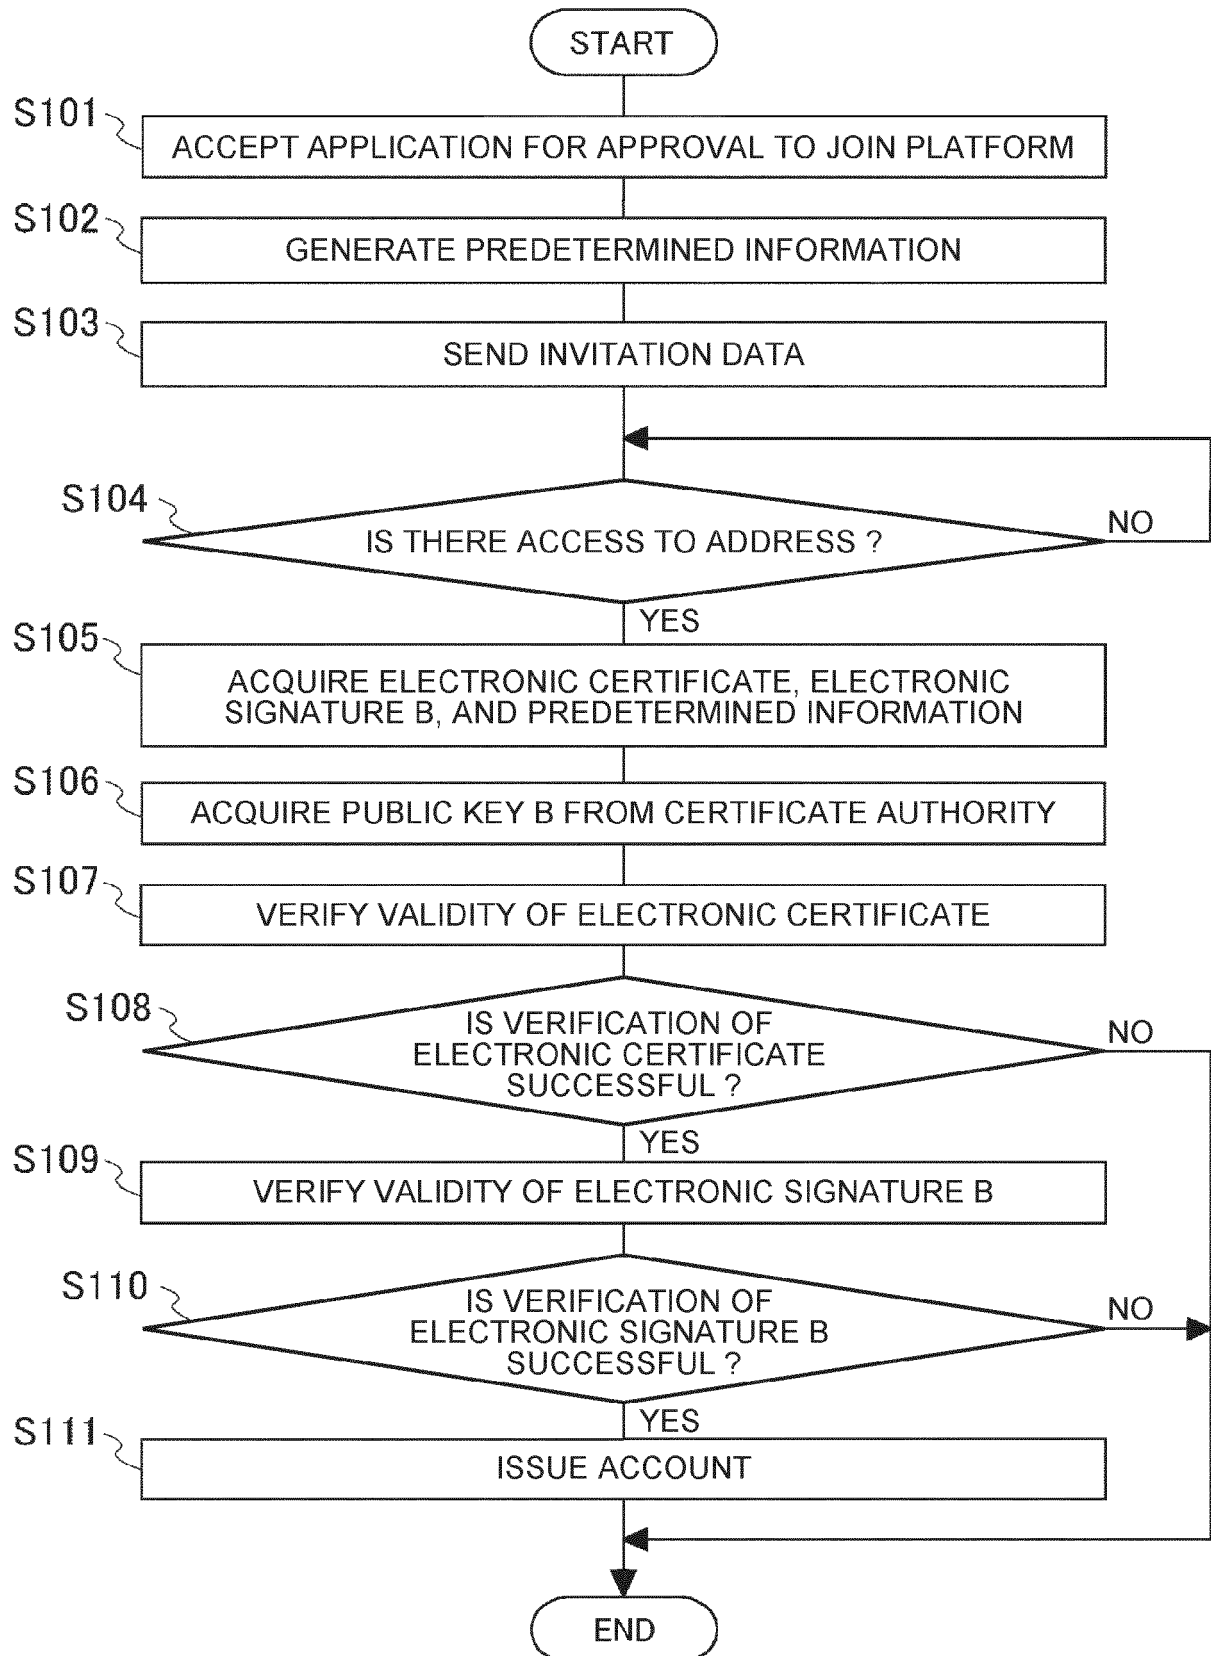 START
S101
ACCEPT APPLICATION FOR APPROVAL TO JOIN PLATFORM
S102
GENERATE PREDETERMINED INFORMATION
S103
SEND INVITATION DATA
S104
IS THERE ACCESS TO ADDRESS ?
NO
YES
S105
ACQUIRE ELECTRONIC CERTIFICATE, ELECTRONIC
SIGNATURE B, AND PREDETERMINED INFORMATION
S106
ACQUIRE PUBLIC KEY B FROM CERTIFICATE AUTHORITY
S107
VERIFY VALIDITY OF ELECTRONIC CERTIFICATE
S108
IS VERIFICATION OF
ELECTRONIC CERTIFICATE
SUCCESSFUL ?
NO
YES
S109
VERIFY VALIDITY OF ELECTRONIC SIGNATURE B
S110
IS VERIFICATION OF
ELECTRONIC SIGNATURE B
SUCCESSFUL ?
NO
YES
S111
ISSUE ACCOUNT
END